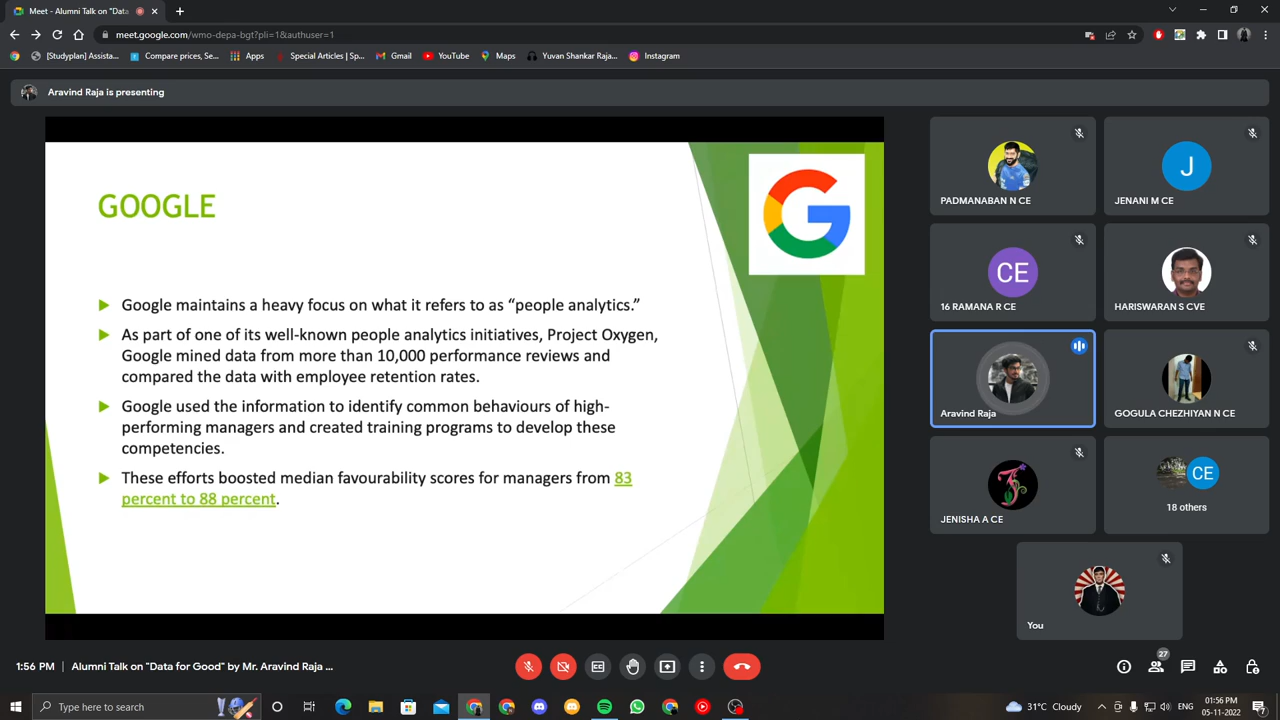 Meet - Alumni Talk on "Data
meet.google.com/wmo-depa-bgt?pli=1&authuser=1
[Studyplan] Assista...
Compare prices, Se...
Apps
Special Articles | Sp...
Gmail
YouTube
Maps
Yuvan Shankar Raja...
Instagram
Aravind Raja is presenting
GOOGLE
Google maintains a heavy focus on what it refers to as “people analytics.”
As part of one of its well-known people analytics initiatives, Project Oxygen,
Google mined data from more than 10,000 performance reviews and
compared the data with employee retention rates.
Google used the information to identify common behaviours of high-
performing managers and created training programs to develop these
competencies.
These efforts boosted median favourability scores for managers from 83
percent to 88 percent.
PADMANABAN N CE
J
JENANI M CE
CE
16 RAMANA R CE
HARISWARAN S CVE
Aravind Raja
GOGULA CHEZHIYAN N CE
JENISHA A CE
CE
18 others
You
1:56 PM | Alumni Talk on "Data for Good" by Mr. Aravind Raja ...
27
Type here to search
31°C Cloudy
ENG
01:56 PM
05-11-2022